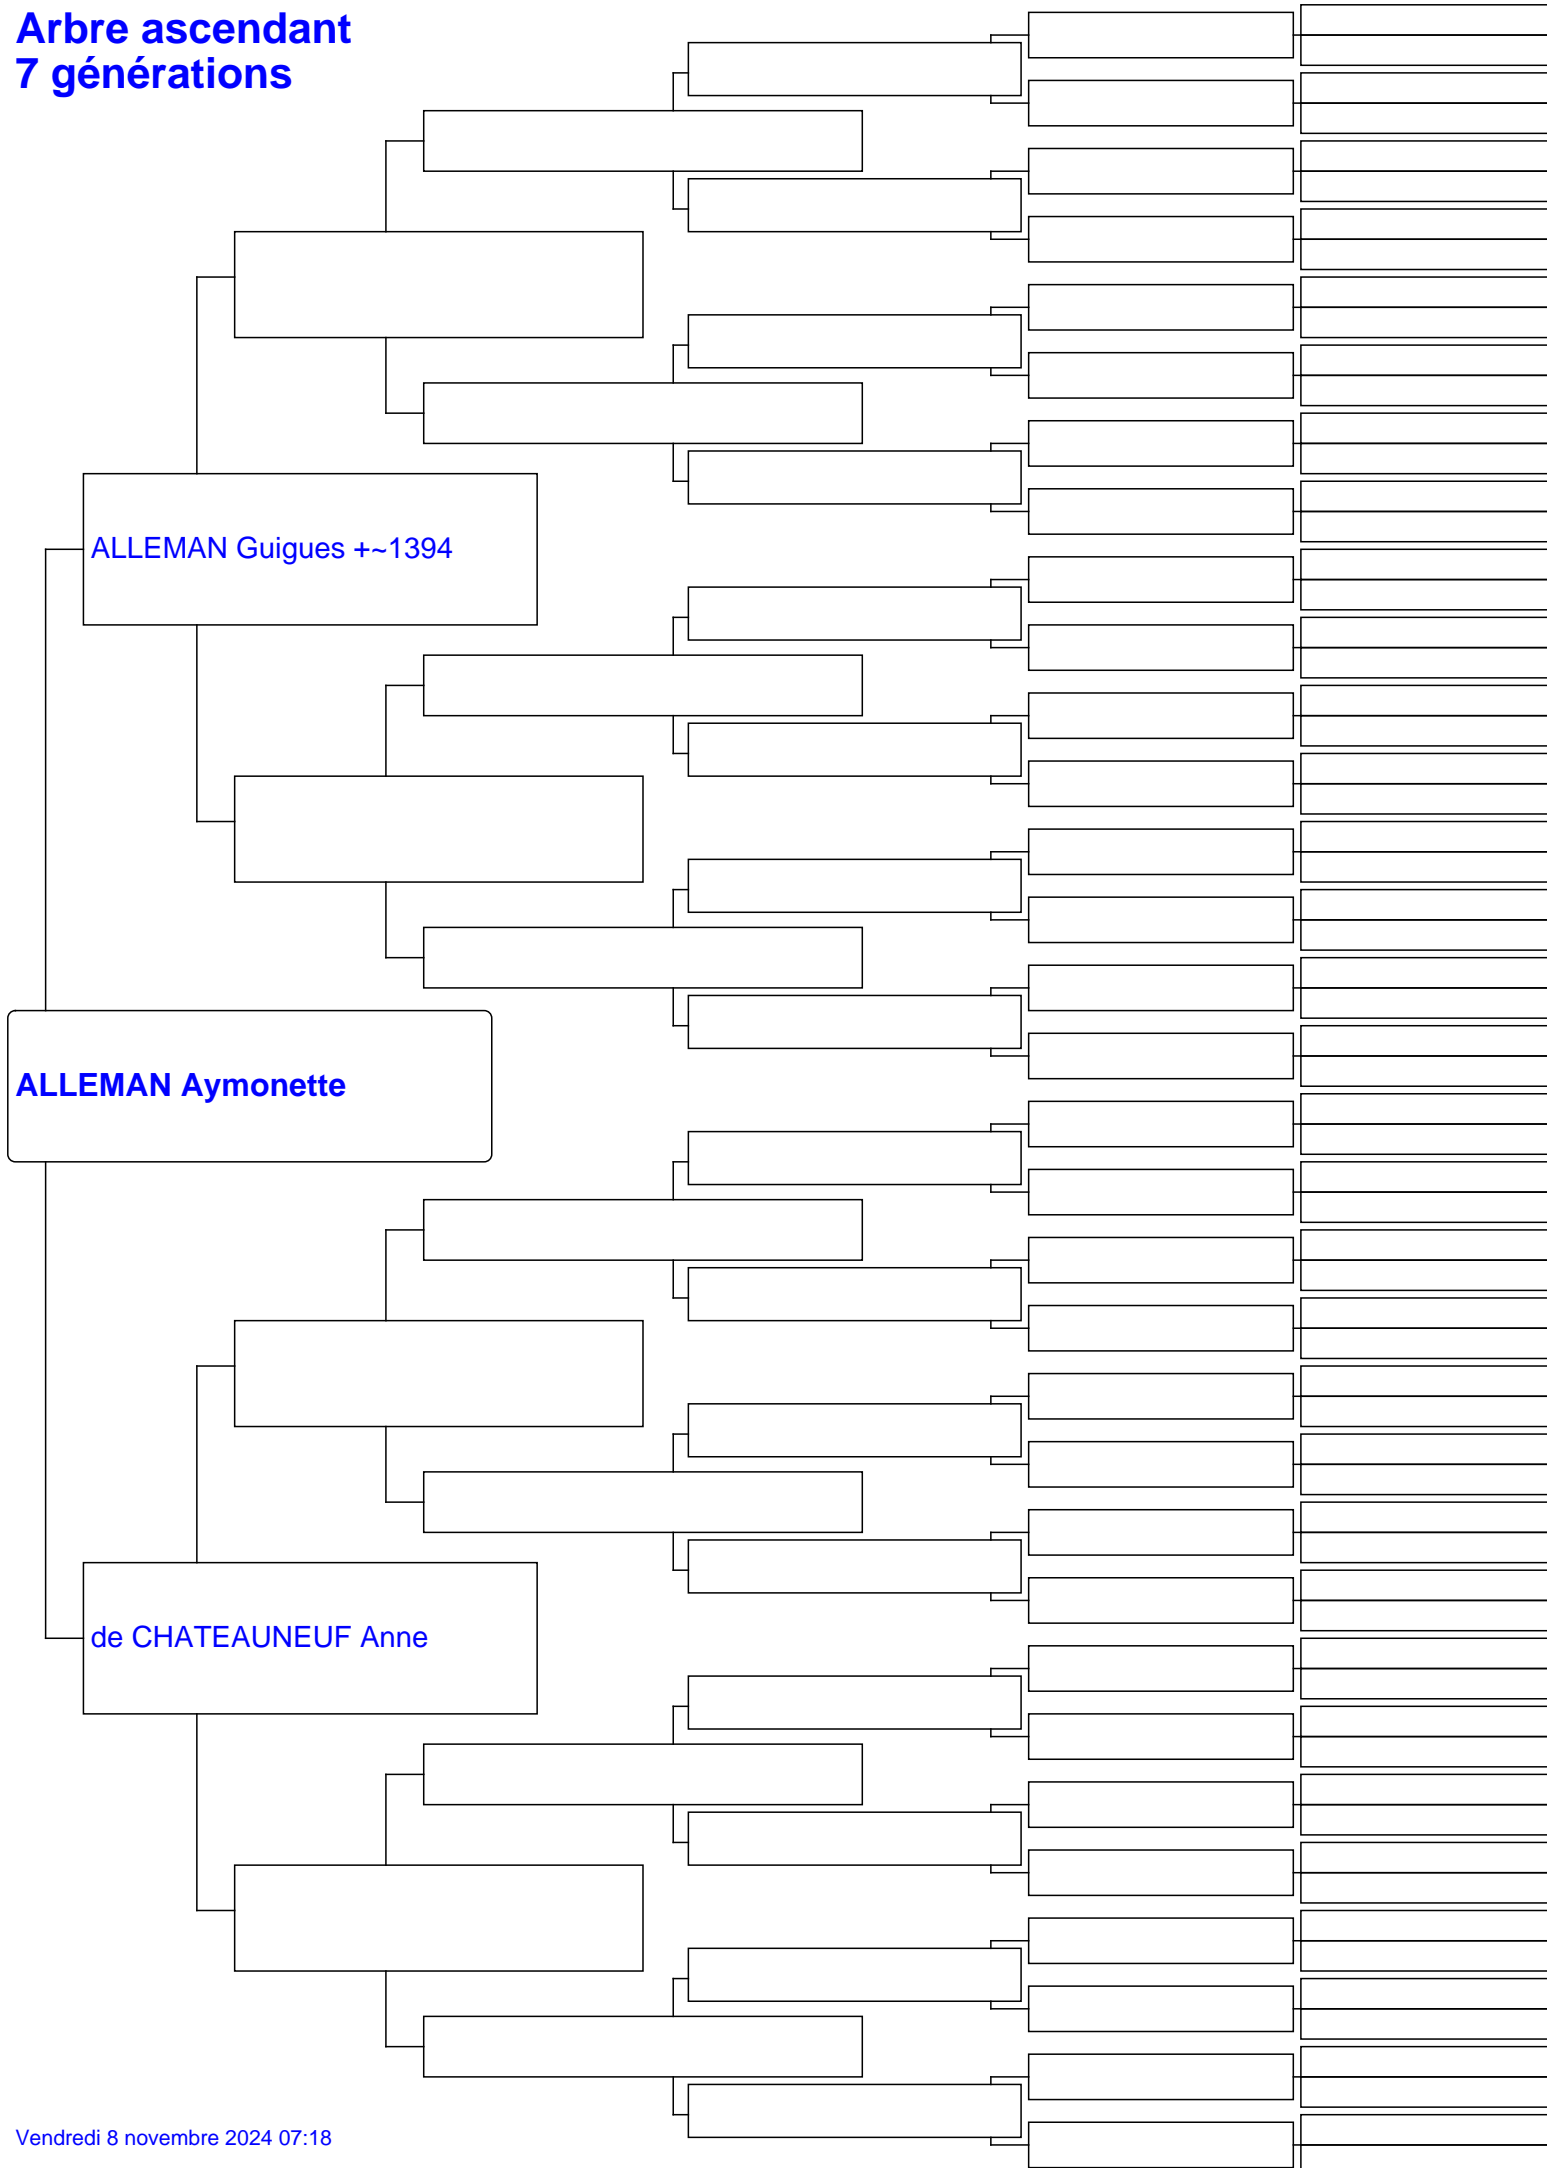 Arbre ascendant
7 générations
ALLEMAN Guigues +~1394
ALLEMAN Aymonette
de CHATEAUNEUF Anne
Vendredi 8 novembre 2024 07:18